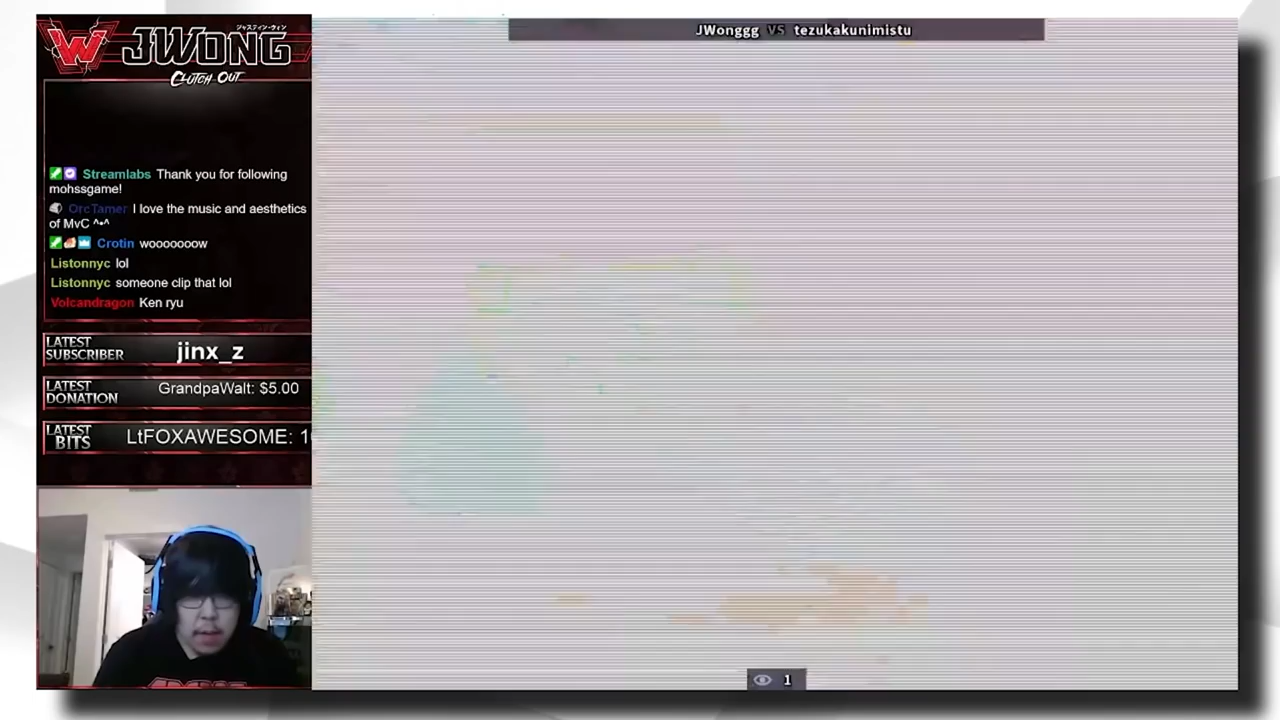 ジャスティン・ウォン
JWONG
CLUTCH OUT
JWonggg VS tezukakunimistu
Streamlabs Thank you for following
mohssgame!
OrcTamer I love the music and aesthetics
of MvC ^•^
Crotin wooooooow
Listonnyc lol
Listonnyc someone clip that lol
Volcandragon Ken ryu
LATEST
SUBSCRIBER
jinx_z
LATEST
DONATION
GrandpaWalt: $5.00
LATEST
BITS
LtFOXAWESOME: 1
1